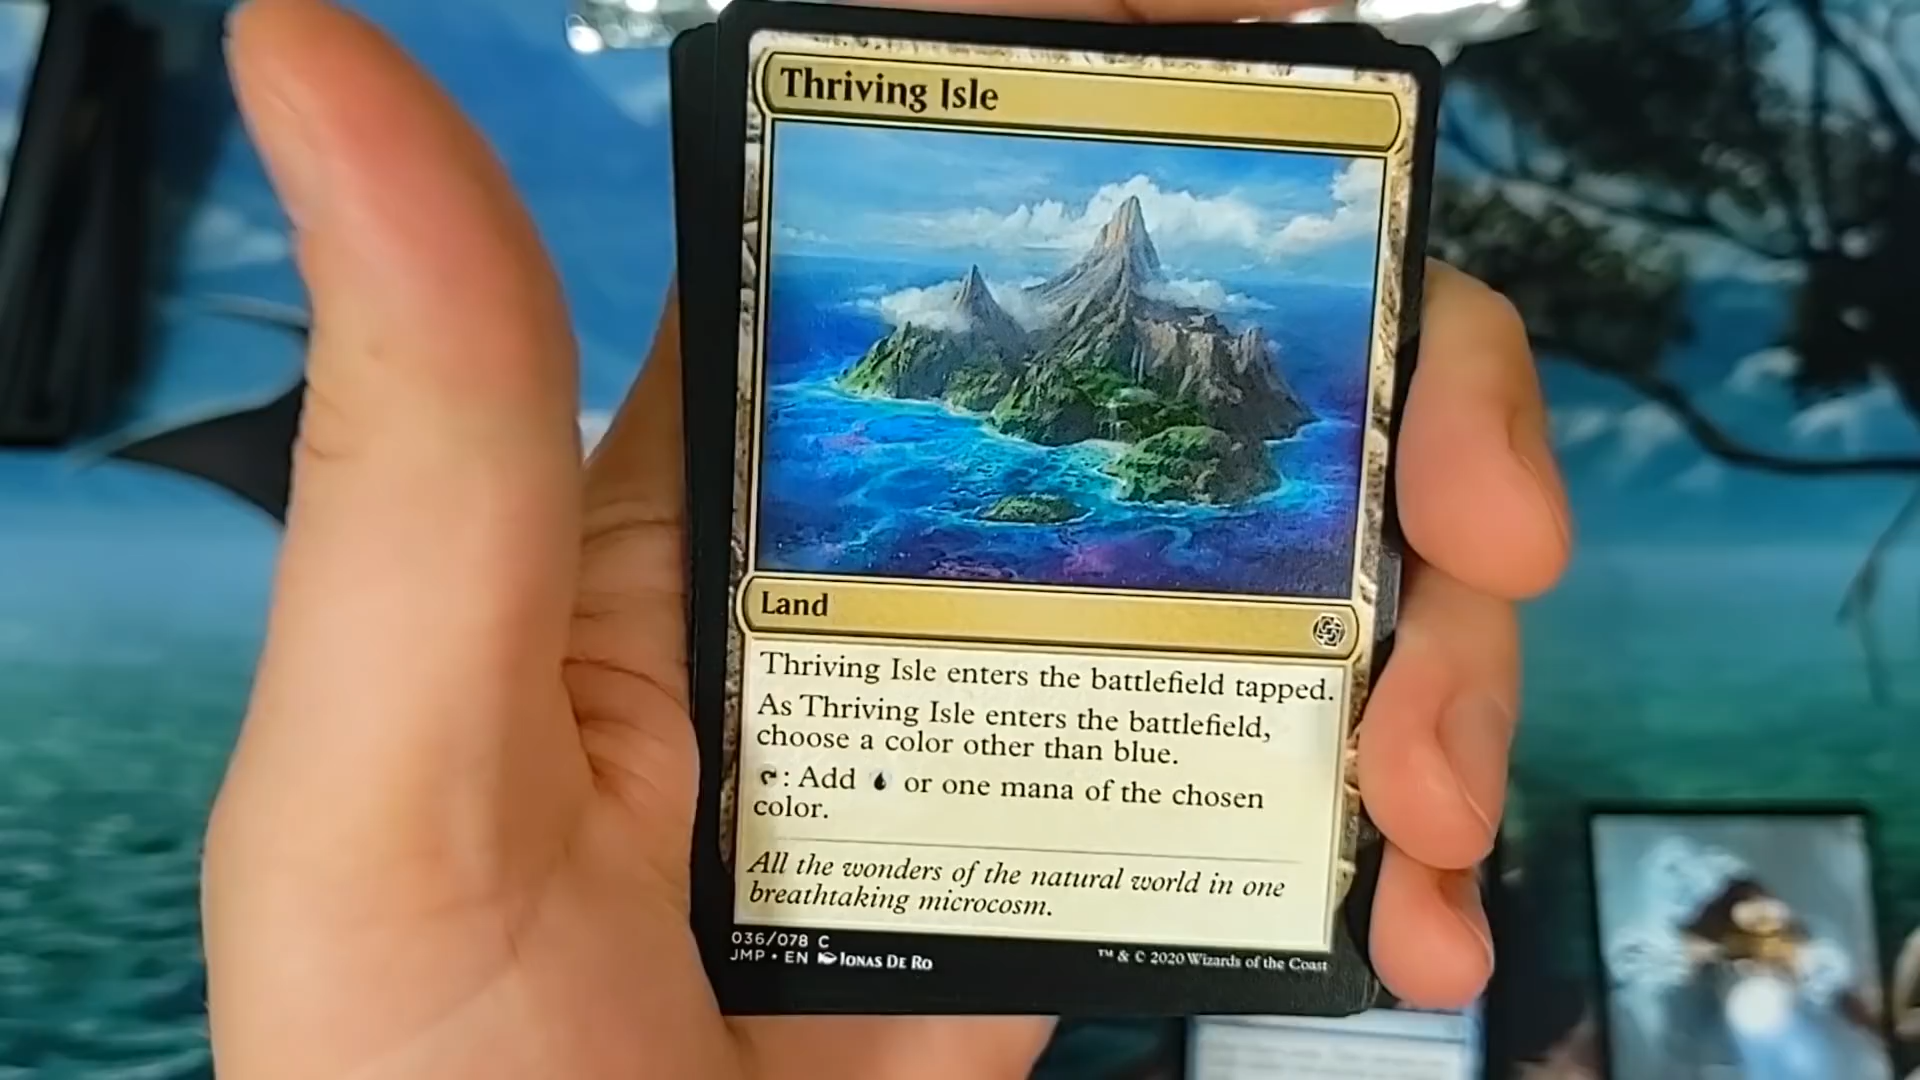 Thriving Isle
Land
Thriving Isle enters the battlefield tapped.
As Thriving Isle enters the battlefield,
choose a color other than blue.
: Add or one mana of the chosen
color.
All the wonders of the natural world in one
breathtaking microcosm.
036/078 C
JMP • EN Jonas De Ro
™ & © 2020 Wizards of the Coast